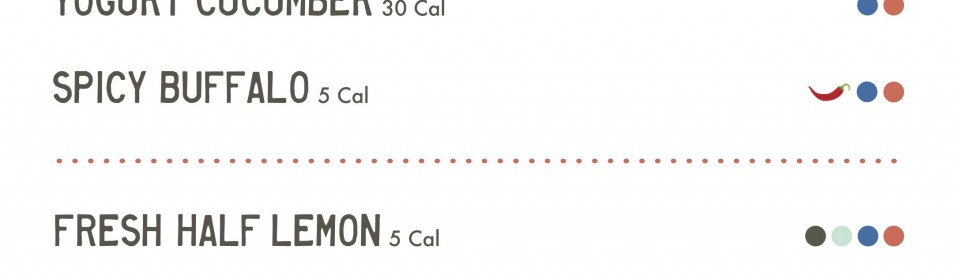 YOGURT CUCUMBER 30 Cal
SPICY BUFFALO 5 Cal
FRESH HALF LEMON 5 Cal